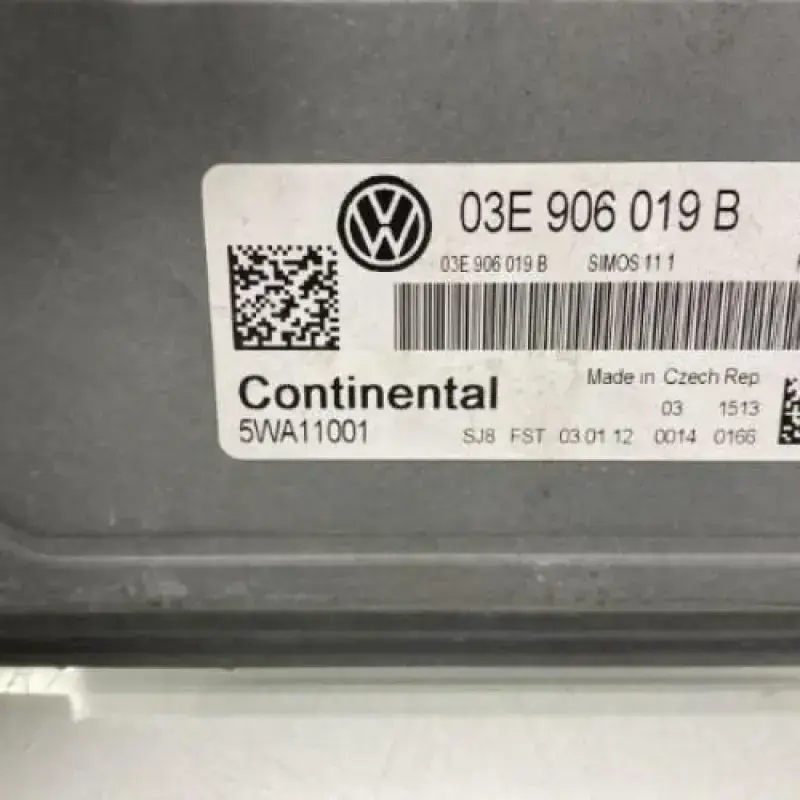 03E 906 019 B
03E 906 019 B SIMOS 11 1
Made in Czech Rep
Continental
03 1513
5WA11001
SJ8 FST 03 01 12 0014 0166